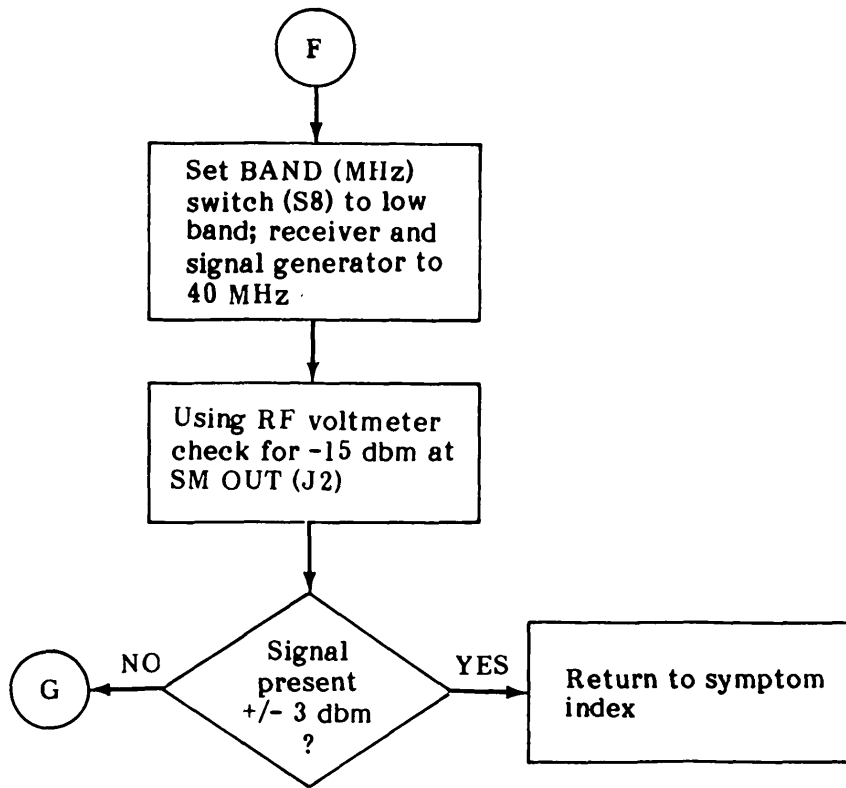 F
Set BAND (MHz)
switch (S8) to low
band; receiver and
signal generator to
40 MHz
Using RF voltmeter
check for -15 dbm at
SM OUT (J2)
Signal
present
+/- 3 dbm
?
NO
YES
G
Return to symptom
index